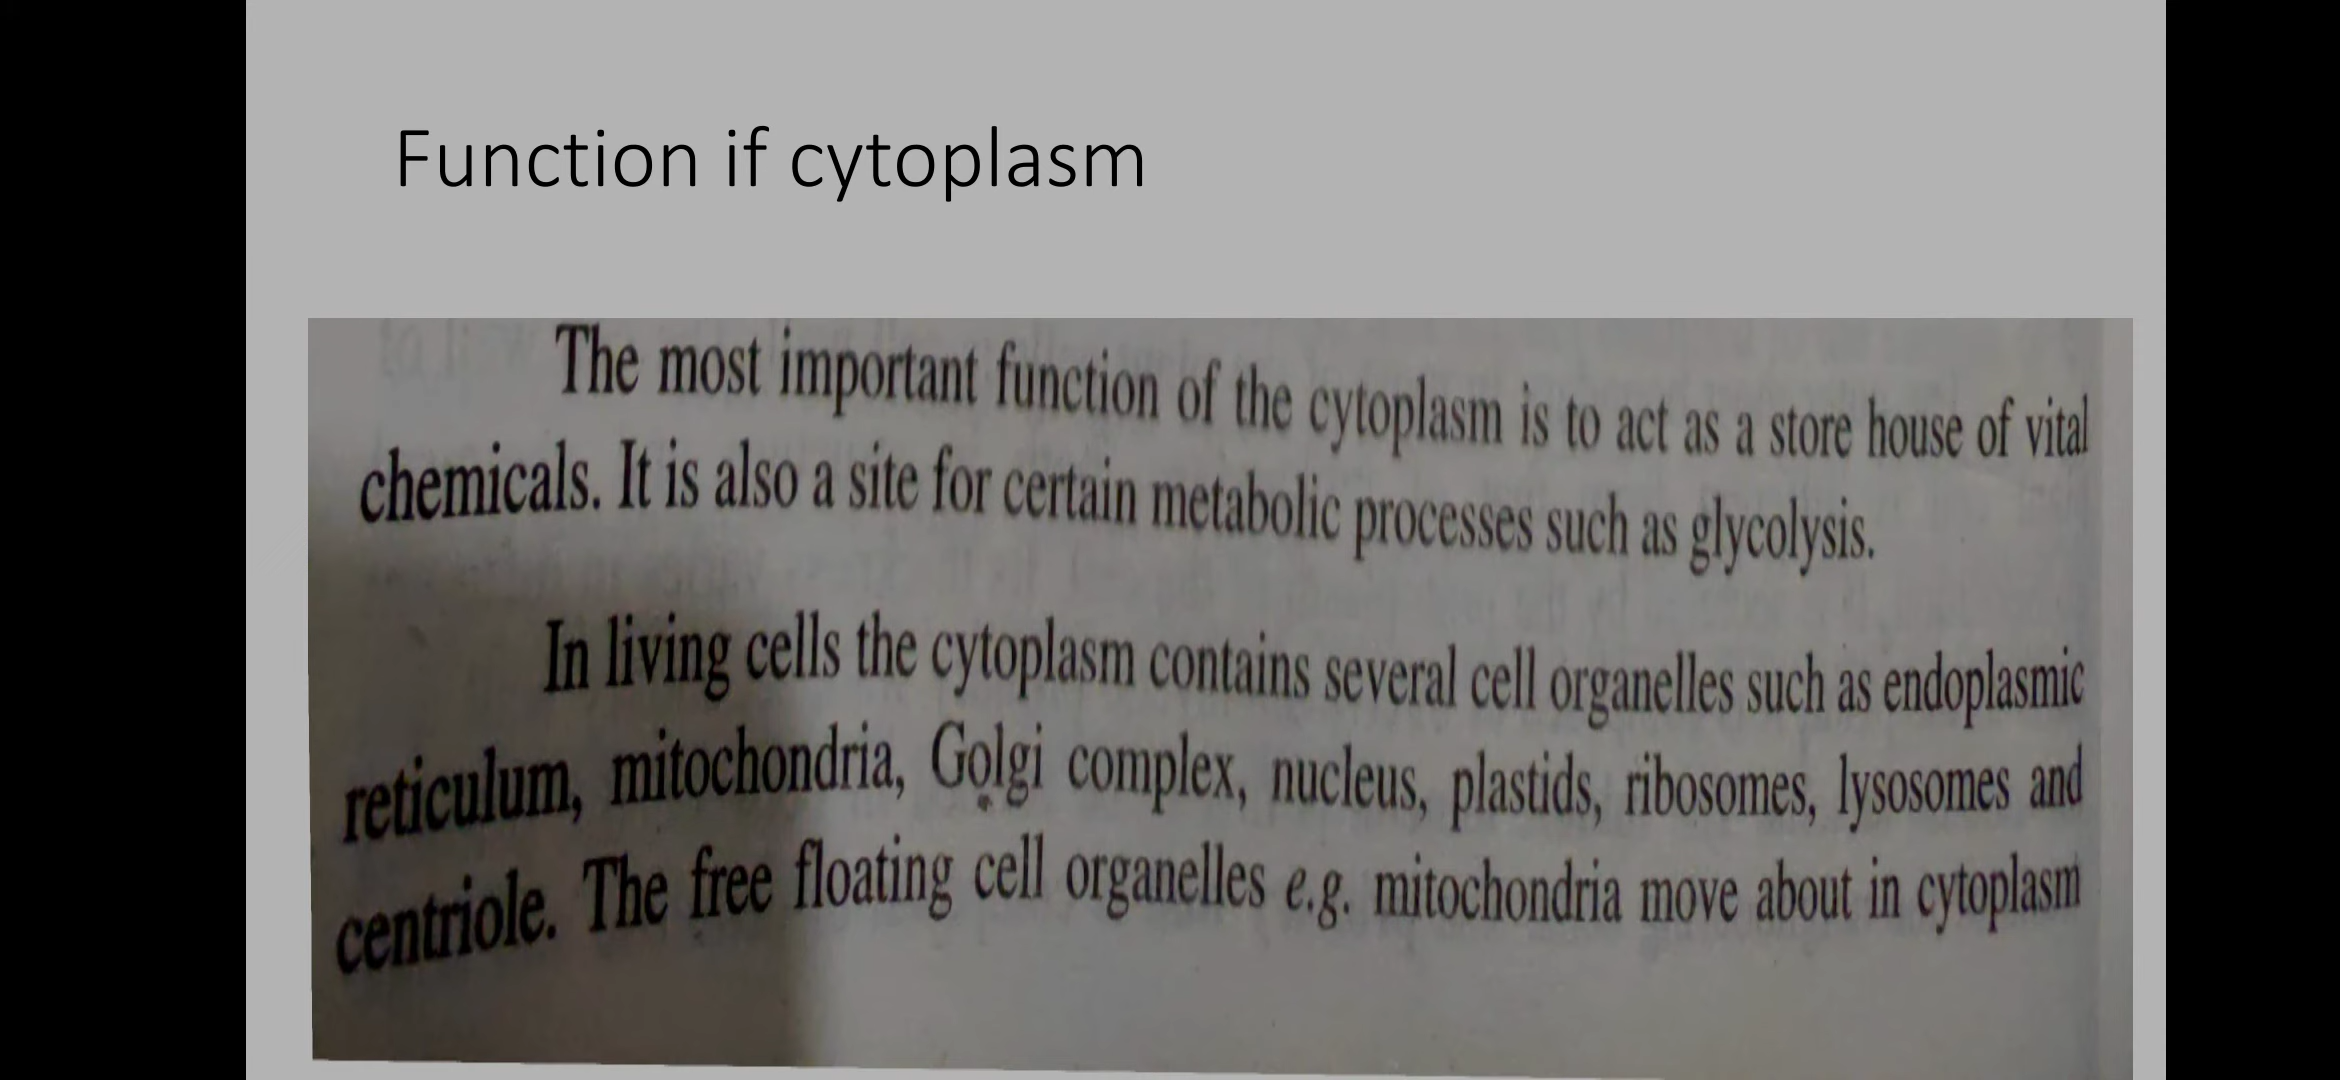 Function if cytoplasm
The most important function of the cytoplasm is to act as a store house of vital
chemicals. It is also a site for certain metabolic processes such as glycolysis.
In living cells the cytoplasm contains several cell organelles such as endoplasmic
reticulum, mitochondria, Golgi complex, nucleus, plastids, ribosomes, lysosomes and
centriole. The free floating cell organelles e.g. mitochondria move about in cytoplasm